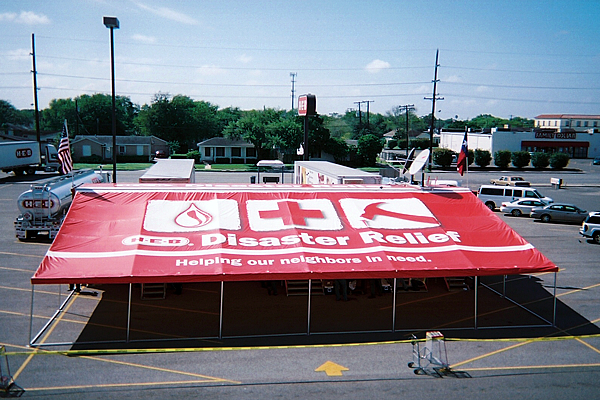 H-E-B
H-E-B Disaster Relief
Helping our neighbors in need.